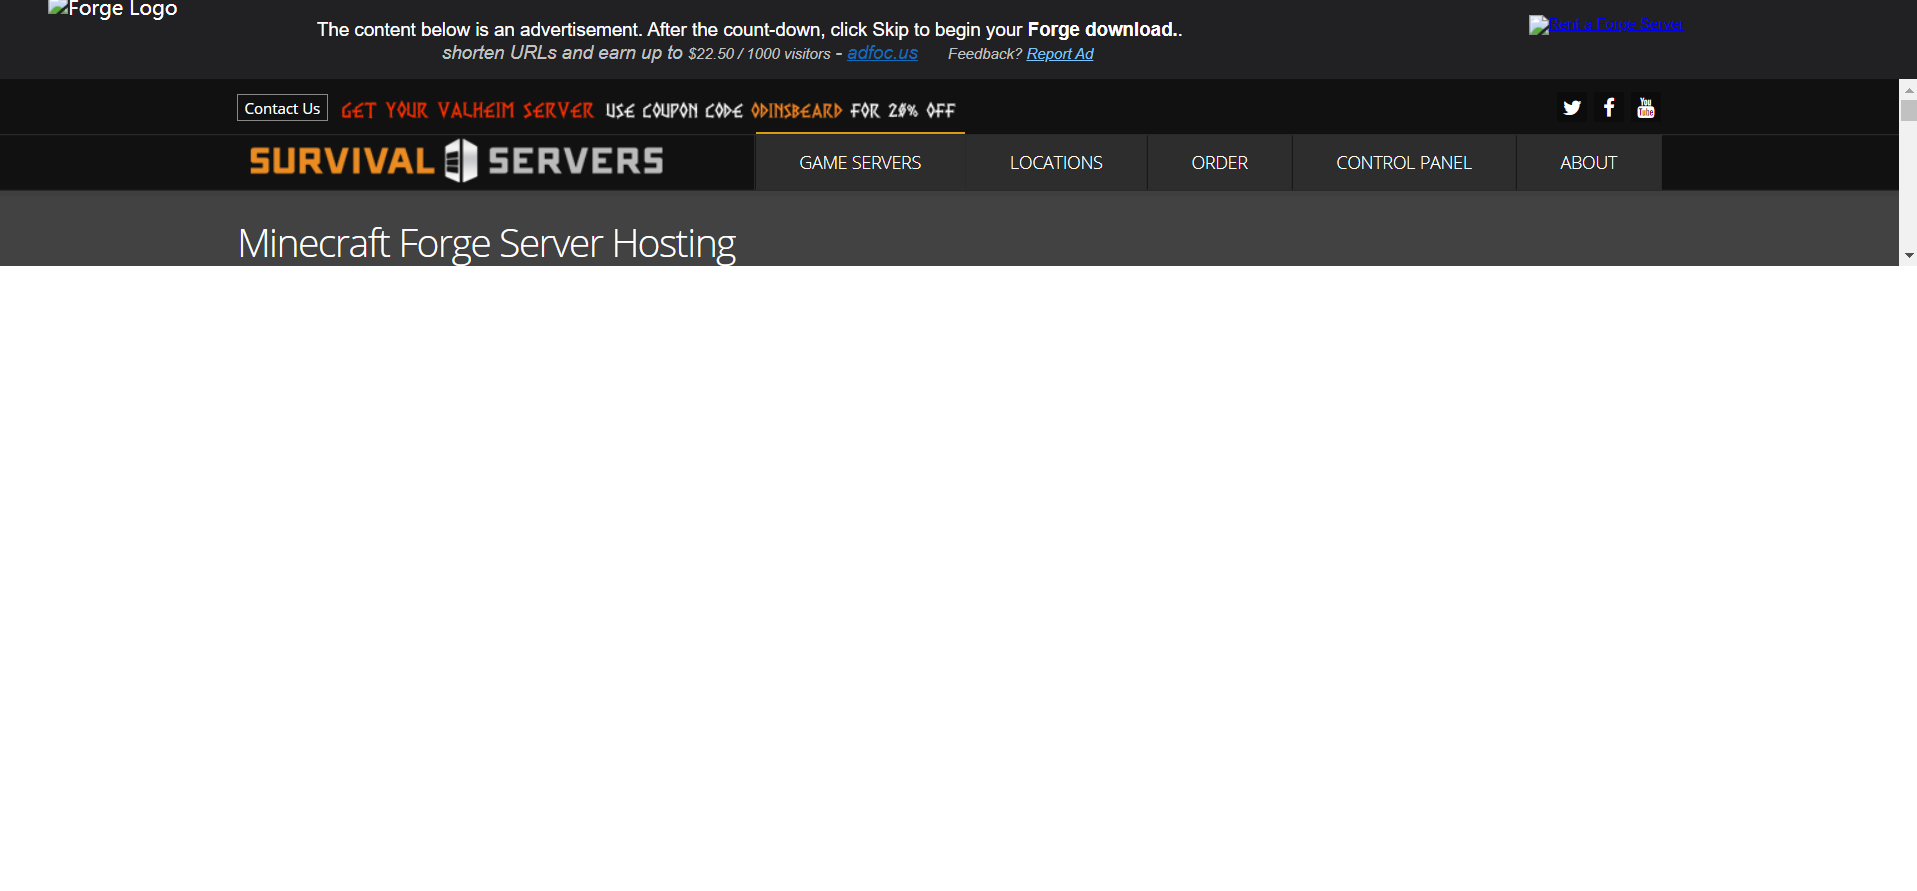 Forge Logo
The content below is an advertisement. After the count-down, click Skip to begin your Forge download..
shorten URLs and earn up to $22.50 / 1000 visitors - adfoc.us Feedback? Report Ad
Rent a Forge Server
Contact Us
GET YOUR VALHEIM SERVER USE COUPON CODE ODINSBEARD FOR 20% OFF
You Tube
SURVIVAL SERVERS
GAME SERVERS
LOCATIONS
ORDER
CONTROL PANEL
ABOUT
Minecraft Forge Server Hosting